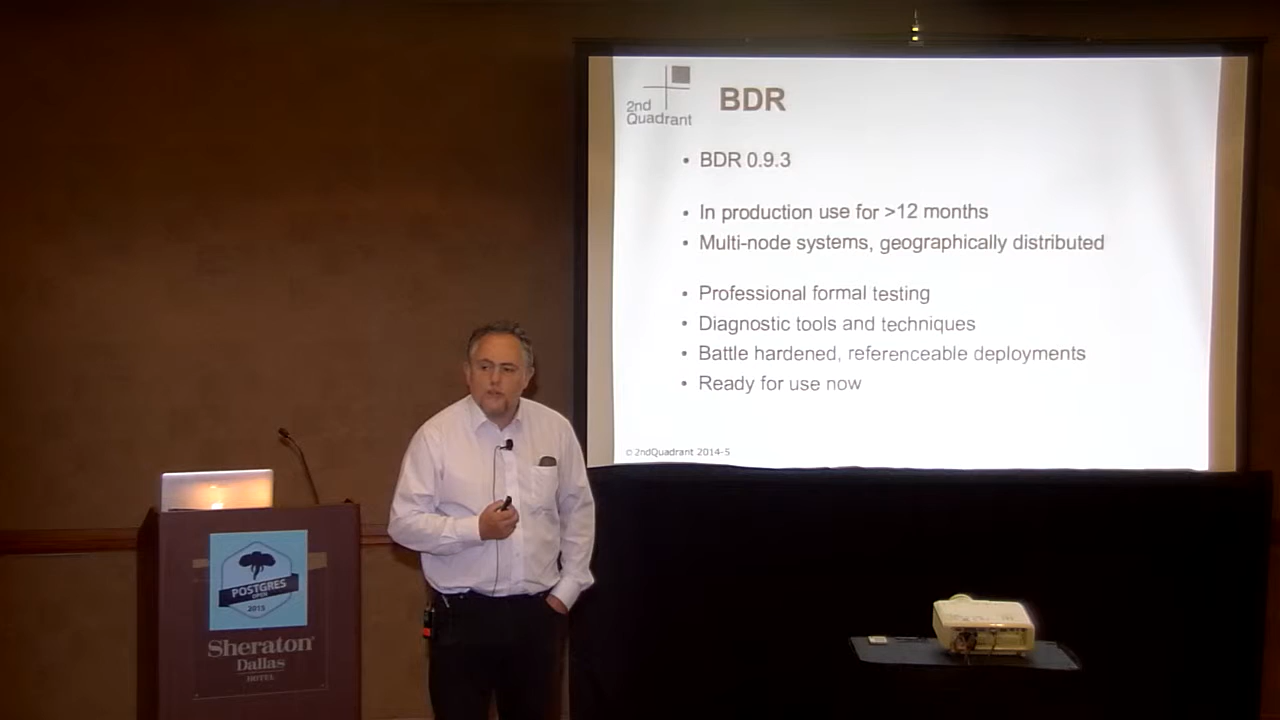 2nd
Quadrant
BDR
• BDR 0.9.3
• In production use for >12 months
• Multi-node systems, geographically distributed
• Professional formal testing
• Diagnostic tools and techniques
• Battle hardened, referenceable deployments
• Ready for use now
© 2ndQuadrant 2014-5
POSTGRES
OPEN
2015
Sheraton®
Dallas
HOTEL